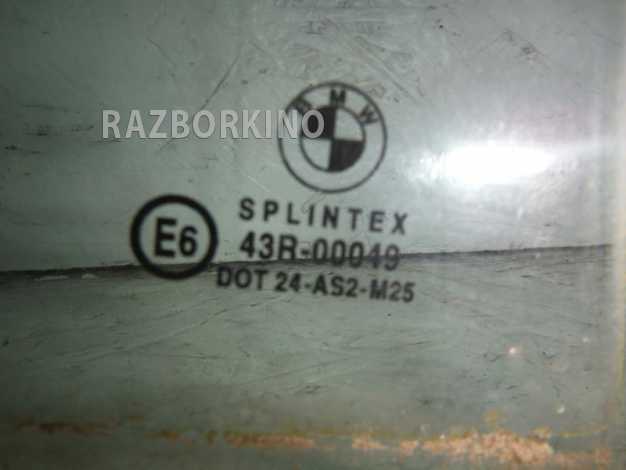 BMW
RAZBORKINO
SPLINTEX
E6 43R-00049
DOT 24-AS2-M25